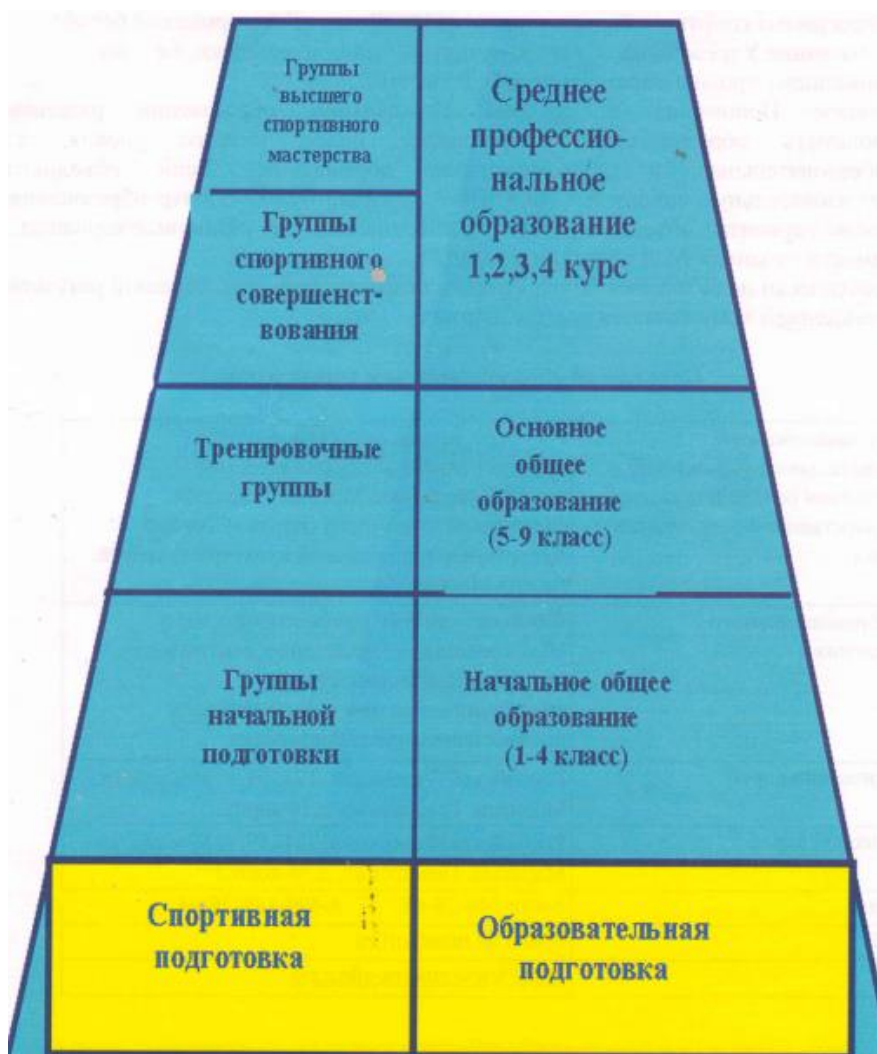 Группы
высшего
спортивного
мастерства
Среднее
профессио-
нальное
образование
1,2,3,4 курс
Группы
спортивного
совершенст-
вования
Тренировочные
группы
Основное
общее
образование
(5-9 класс)
Группы
начальной
подготовки
Начальное общее
образование
(1-4 класс)
Спортивная
подготовка
Образовательная
подготовка